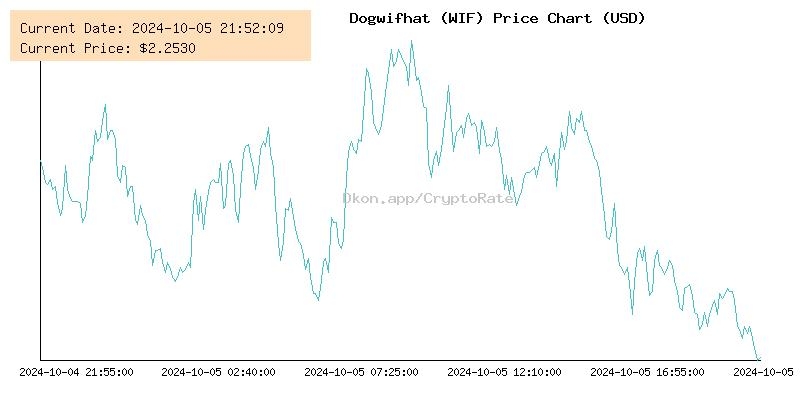 Dogwifhat (WIF) Price Chart (USD)
Current Date: 2024-10-05 21:52:09
Current Price: $2.2530
Dkon.app/CryptoRate
2024-10-04 21:55:00
2024-10-05 02:40:00
2024-10-05 07:25:00
2024-10-05 12:10:00
2024-10-05 16:55:00
2024-10-05